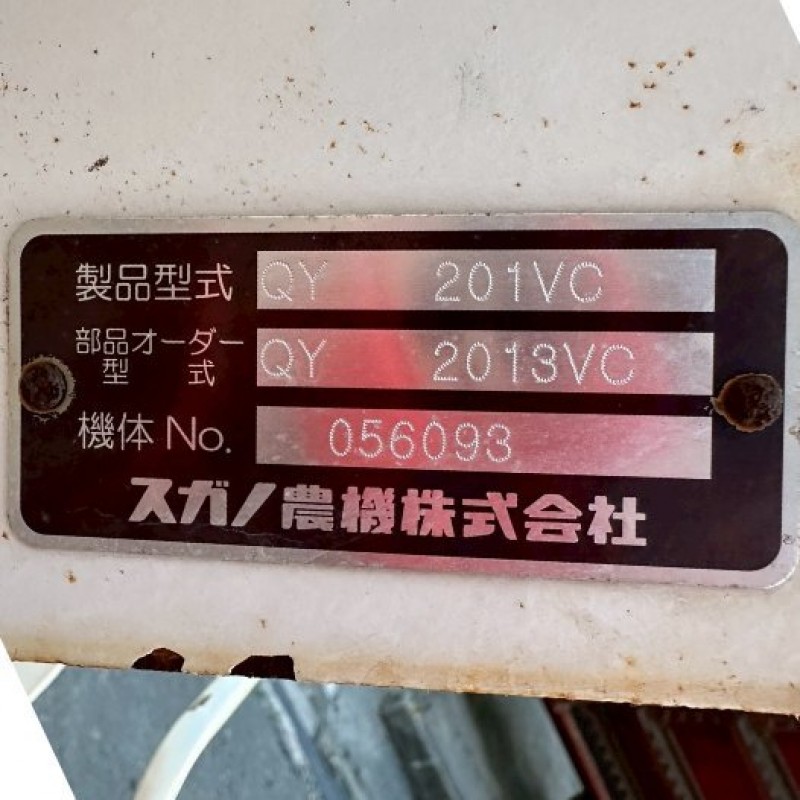 製品型式 QY 201VC
部品オーダー型式 QY 2013VC
機体 No. 056093
スガノ農機株式会社